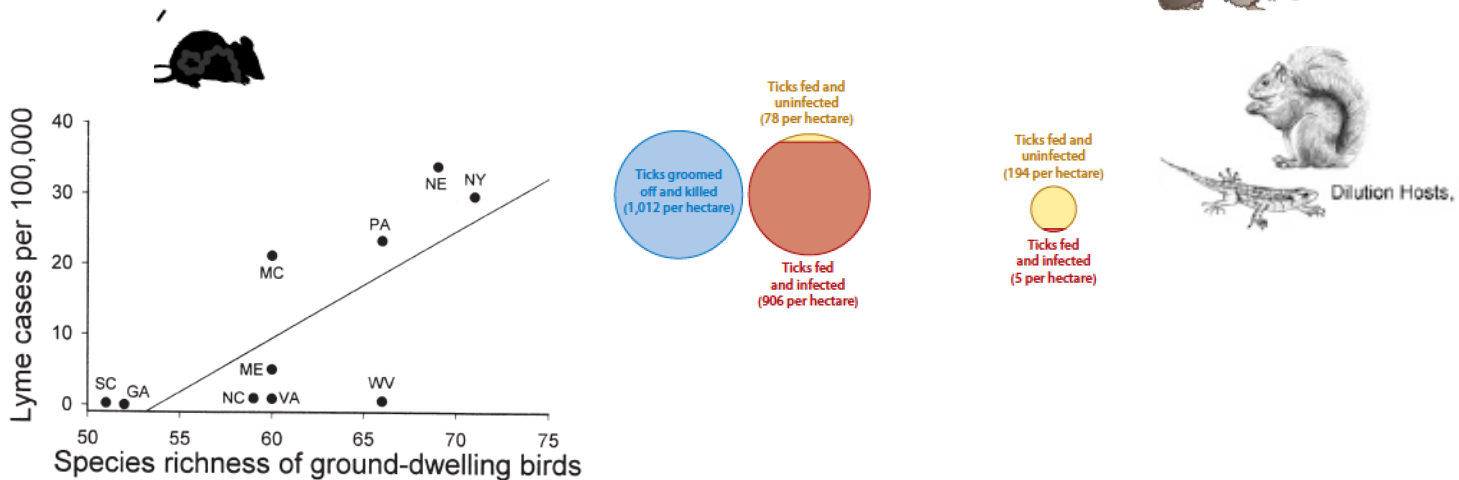 Lyme cases per 100,000
40
30
20
10
0
SC
GA
MC
ME
NC
VA
PA
WV
NE
NY
50
55
60
65
70
75
Species richness of ground-dwelling birds
Ticks groomed
off and killed
(1,012 per hectare)
Ticks fed and
uninfected
(78 per hectare)
Ticks fed
and infected
(906 per hectare)
Ticks fed and
uninfected
(194 per hectare)
Ticks fed
and infected
(5 per hectare)
Dilution Hosts,